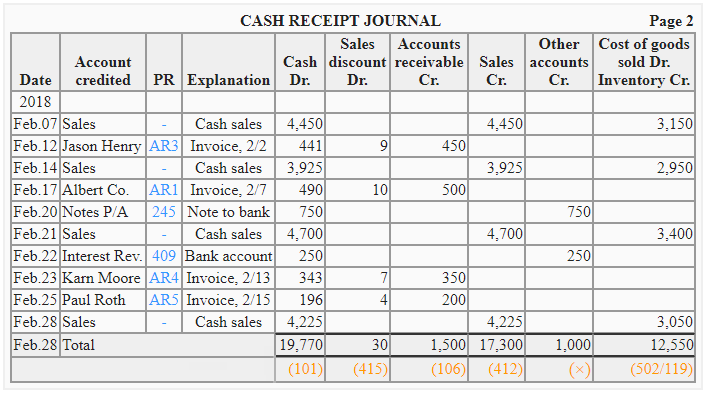 CASH RECEIPT JOURNAL Page 2
Sales Accounts Other Cost of goods
Account Cash discount receivable Sales accounts sold Dr.
Date credited PR Explanation Dr. Dr. Cr. Cr. Cr. Inventory Cr.
2018
Feb.07 Sales - Cash sales 4,450 4,450 3,150
Feb.12 Jason Henry AR3 Invoice, 2/2 441 9 450
Feb.14 Sales - Cash sales 3,925 3,925 2,950
Feb.17 Albert Co. AR1 Invoice, 2/7 490 10 500
Feb.20 Notes P/A 245 Note to bank 750 750
Feb.21 Sales - Cash sales 4,700 4,700 3,400
Feb.22 Interest Rev. 409 Bank account 250 250
Feb.23 Karn Moore AR4 Invoice, 2/13 343 7 350
Feb.25 Paul Roth AR5 Invoice, 2/15 196 4 200
Feb.28 Sales - Cash sales 4,225 4,225 3,050
Feb.28 Total 19,770 30 1,500 17,300 1,000 12,550
(101) (415) (106) (412) (×) (502/119)